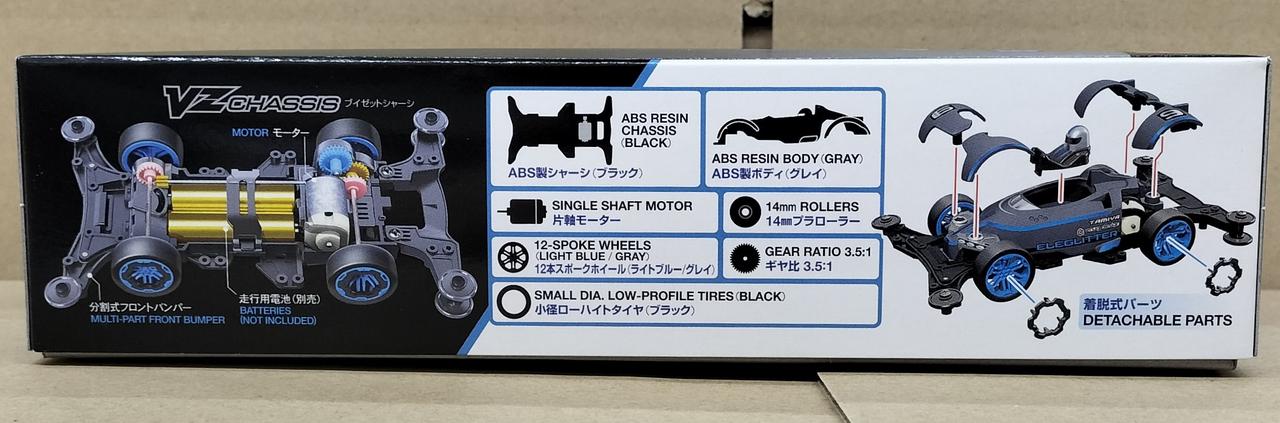 VZ CHASSIS ブイゼットシャーシ
MOTOR モーター
分割式フロントバンパー
MULTI-PART FRONT BUMPER
走行用電池（別売）
BATTERIES
(NOT INCLUDED)
ABS RESIN
CHASSIS
(BLACK)
ABS製シャーシ（ブラック）
ABS RESIN BODY (GRAY)
ABS製ボディ（グレイ）
SINGLE SHAFT MOTOR
片軸モーター
14mm ROLLERS
14mmプラローラー
12-SPOKE WHEELS
(LIGHT BLUE / GRAY)
12本スポークホイール（ライトブルー/グレイ）
GEAR RATIO 3.5:1
ギヤ比 3.5:1
SMALL DIA. LOW-PROFILE TIRES (BLACK)
小径ローハイトタイヤ（ブラック）
TAMIYA
ELEGLITTER
着脱式パーツ
DETACHABLE PARTS